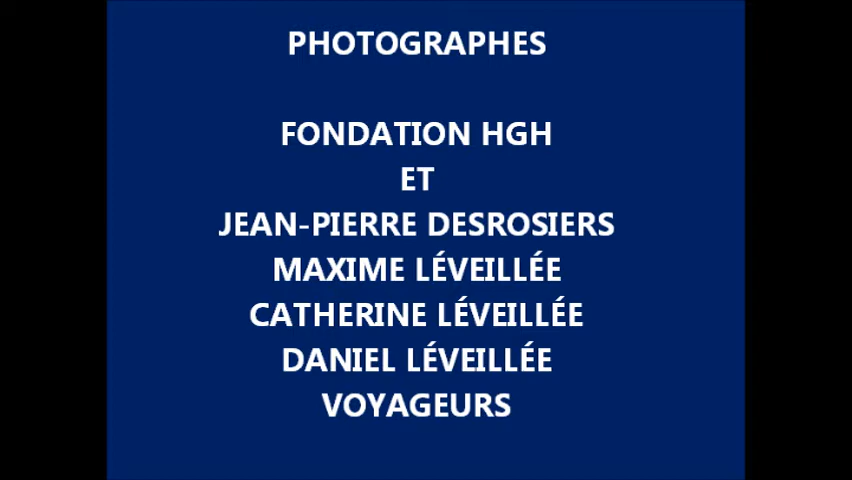 PHOTOGRAPHES
FONDATION HGH
ET
JEAN-PIERRE DESROSIERS
MAXIME LÉVEILLÉE
CATHERINE LÉVEILLÉE
DANIEL LÉVEILLÉE
VOYAGEURS